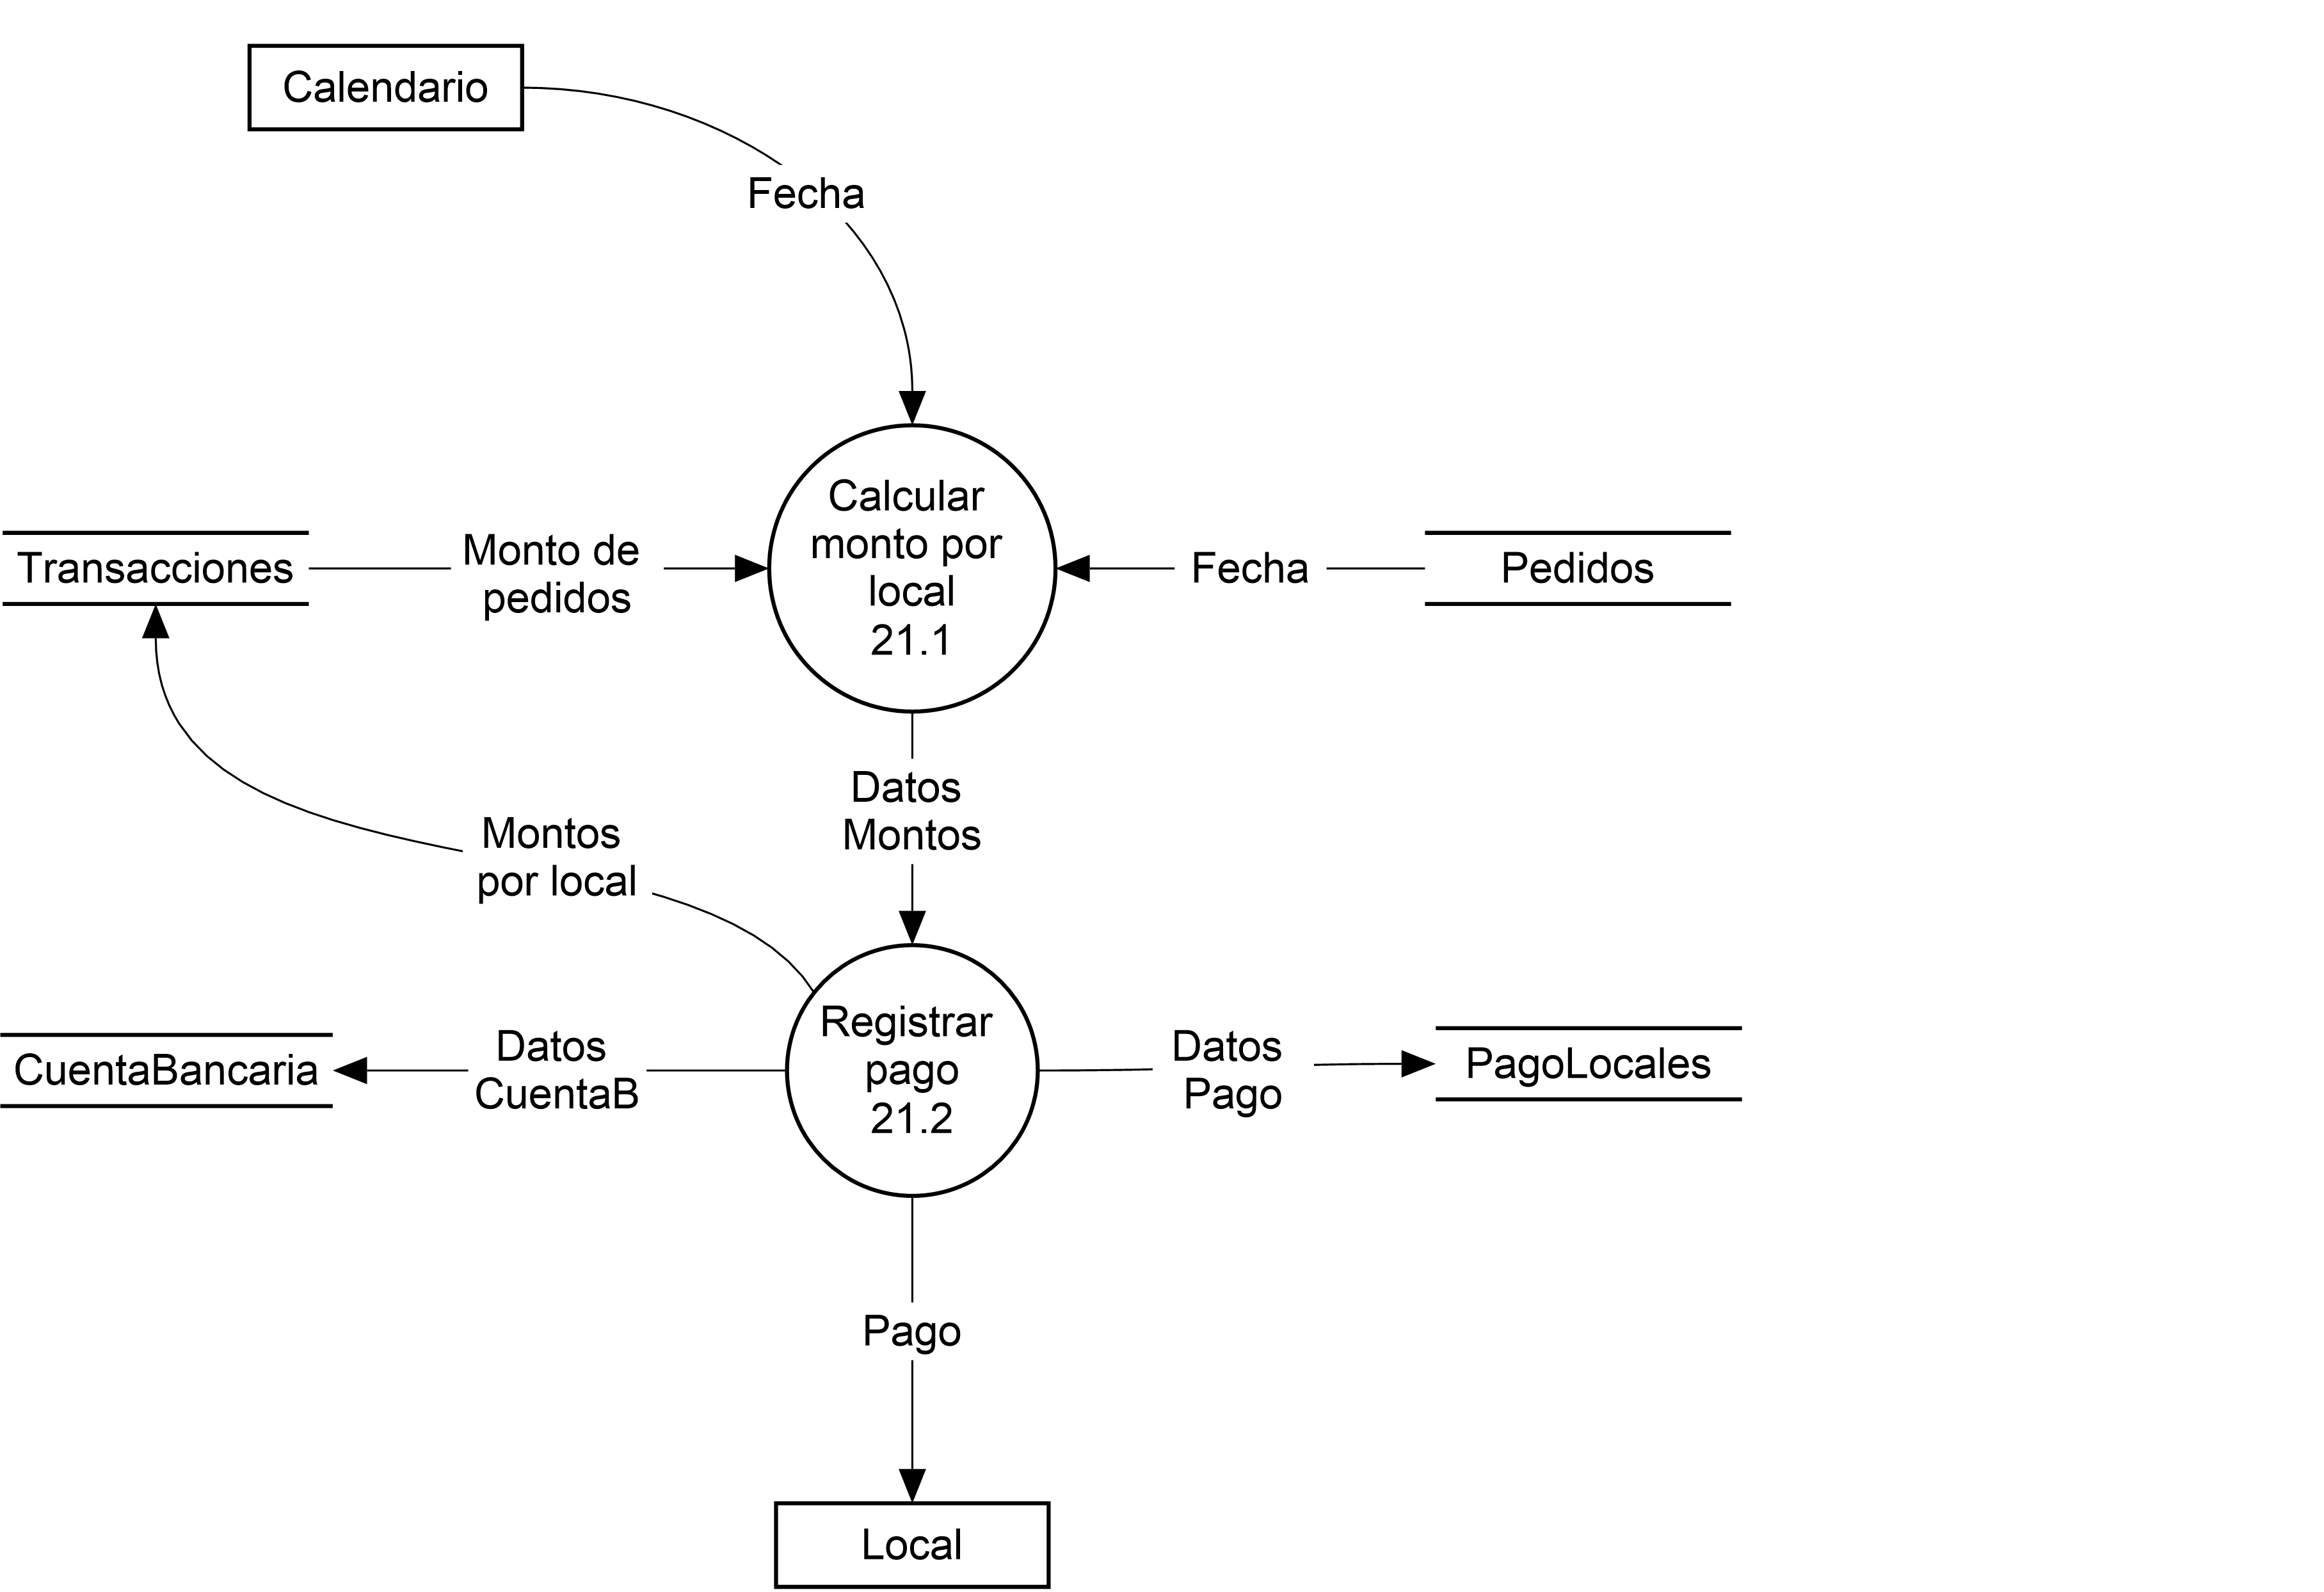 Calendario
Fecha
Calcular
monto por
local
21.1
Transacciones
Monto de
pedidos
Fecha
Pedidos
Datos
Montos
Montos
por local
Registrar
pago
21.2
CuentaBancaria
Datos
CuentaB
Datos
Pago
PagoLocales
Pago
Local